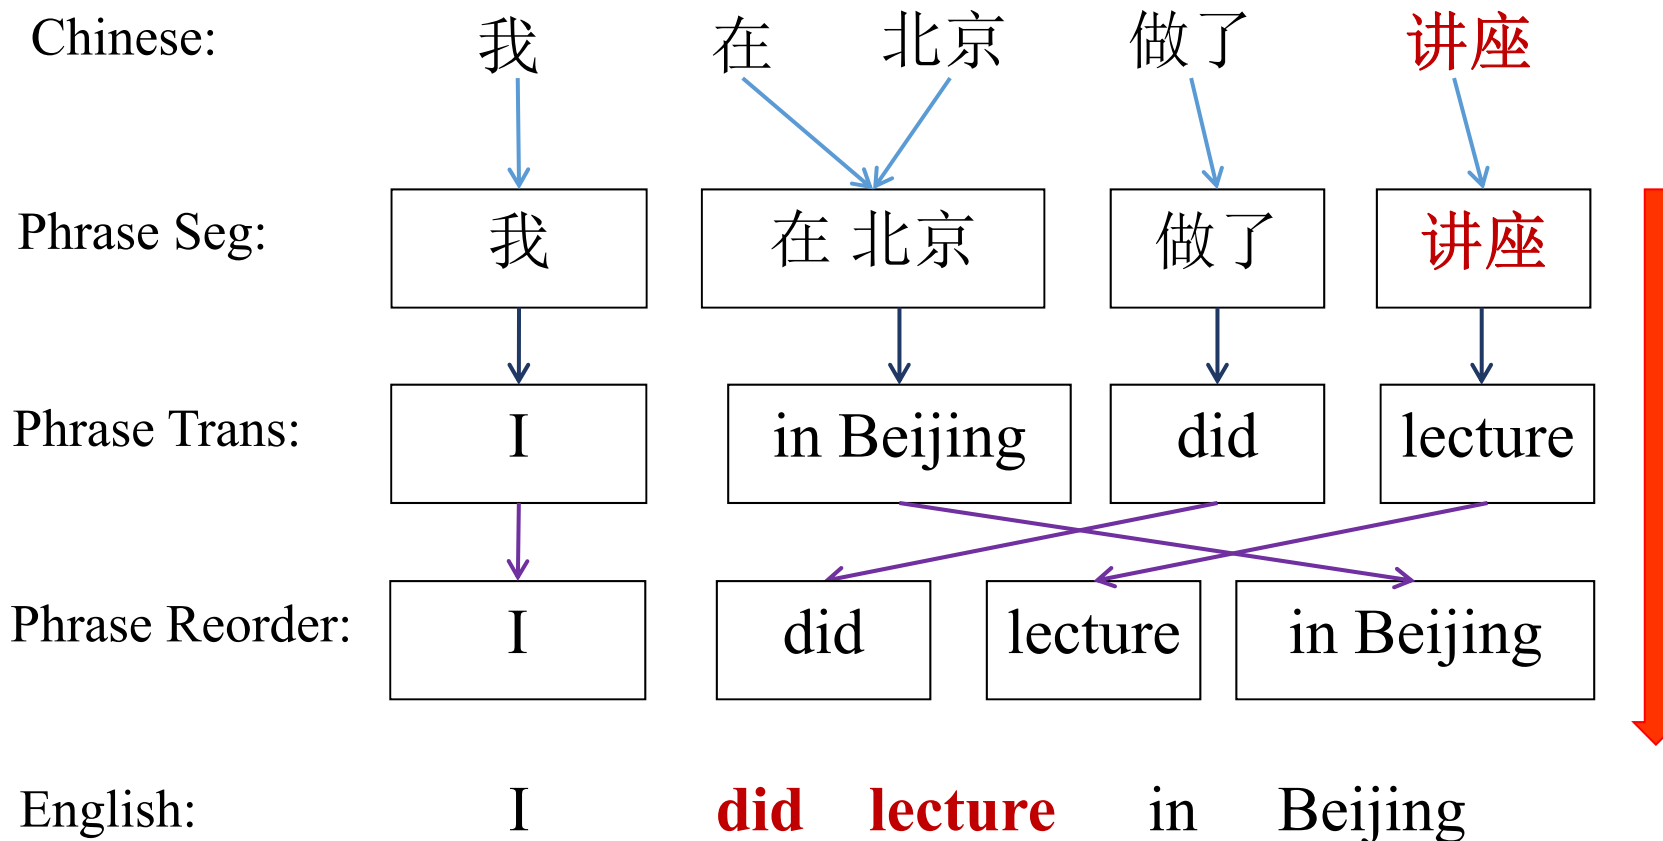 Chinese: 我 在 北京 做了 讲座
Phrase Seg: 我 在 北京 做了 讲座
Phrase Trans: I in Beijing did lecture
Phrase Reorder: I did lecture in Beijing
English: I did lecture in Beijing